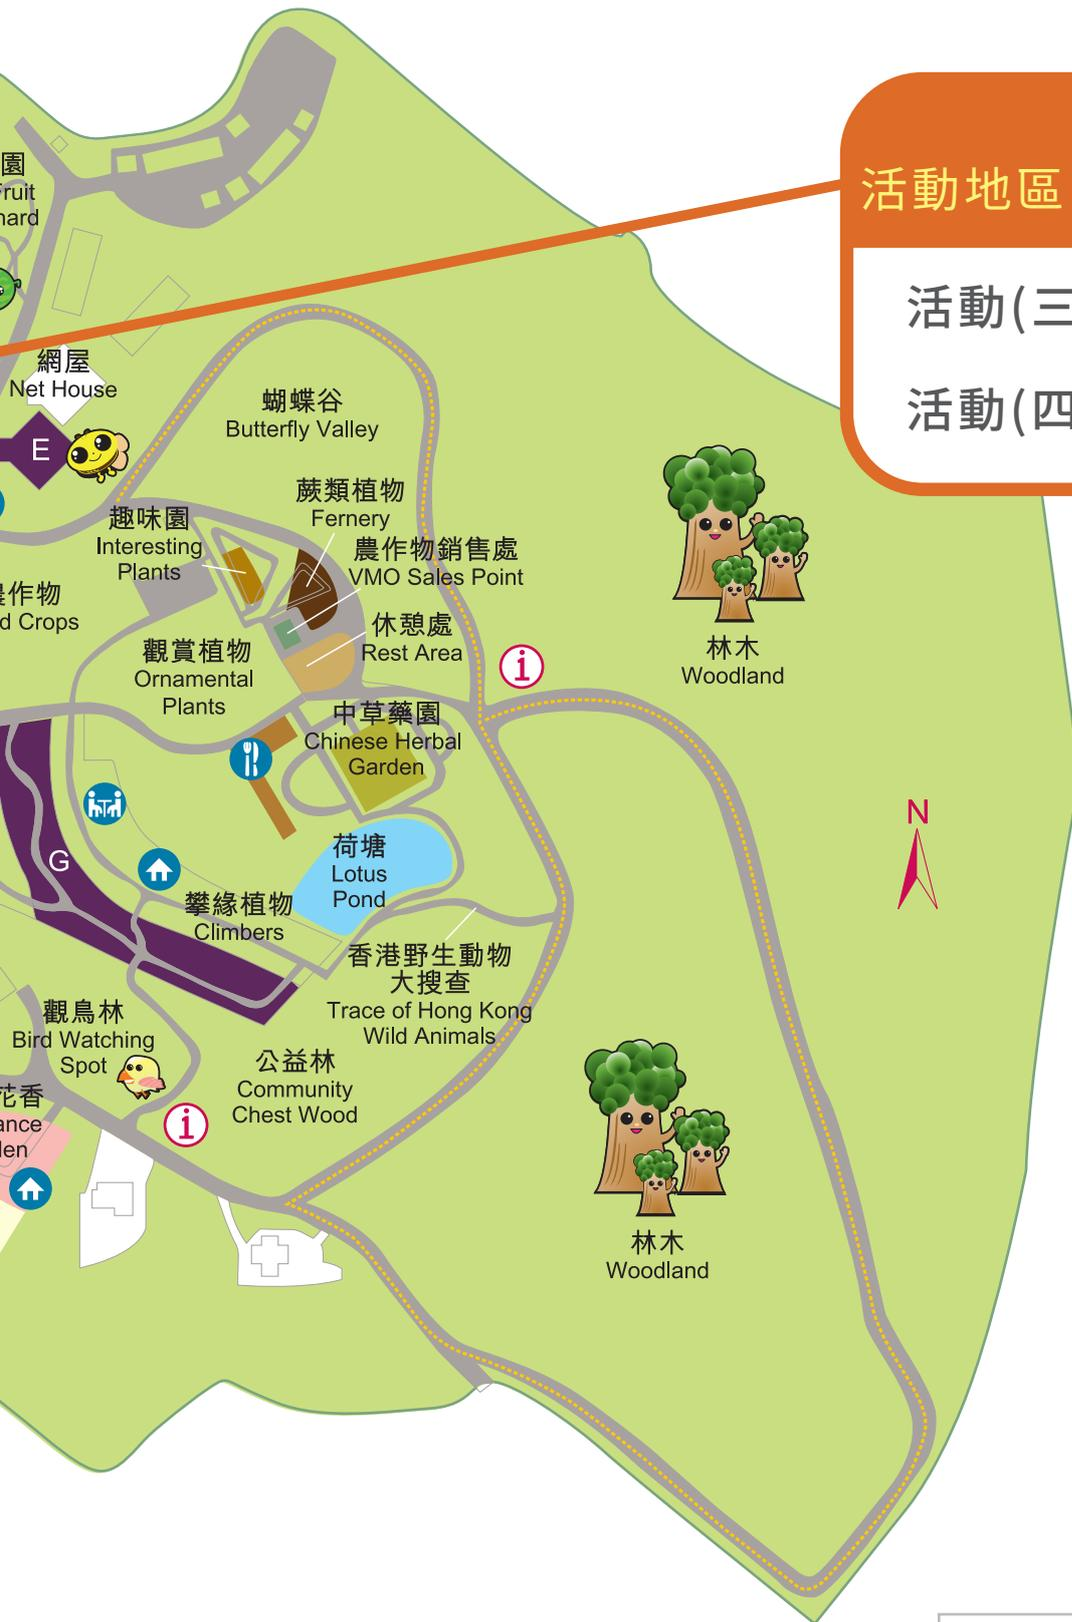 園
Fruit
hard
活動地區
活動(三
活動(四
網屋
Net House
E
蝴蝶谷
Butterfly Valley
蕨類植物
Fernery
趣味園
Interesting
Plants
農作物銷售處
VMO Sales Point
農作物
d Crops
休憩處
Rest Area
觀賞植物
Ornamental
Plants
i
林木
Woodland
中草藥園
Chinese Herbal
Garden
N
G
荷塘
Lotus
Pond
攀緣植物
Climbers
香港野生動物
大搜查
Trace of Hong Kong
Wild Animals
觀鳥林
Bird Watching
Spot
公益林
Community
Chest Wood
花香
ance
den
i
林木
Woodland